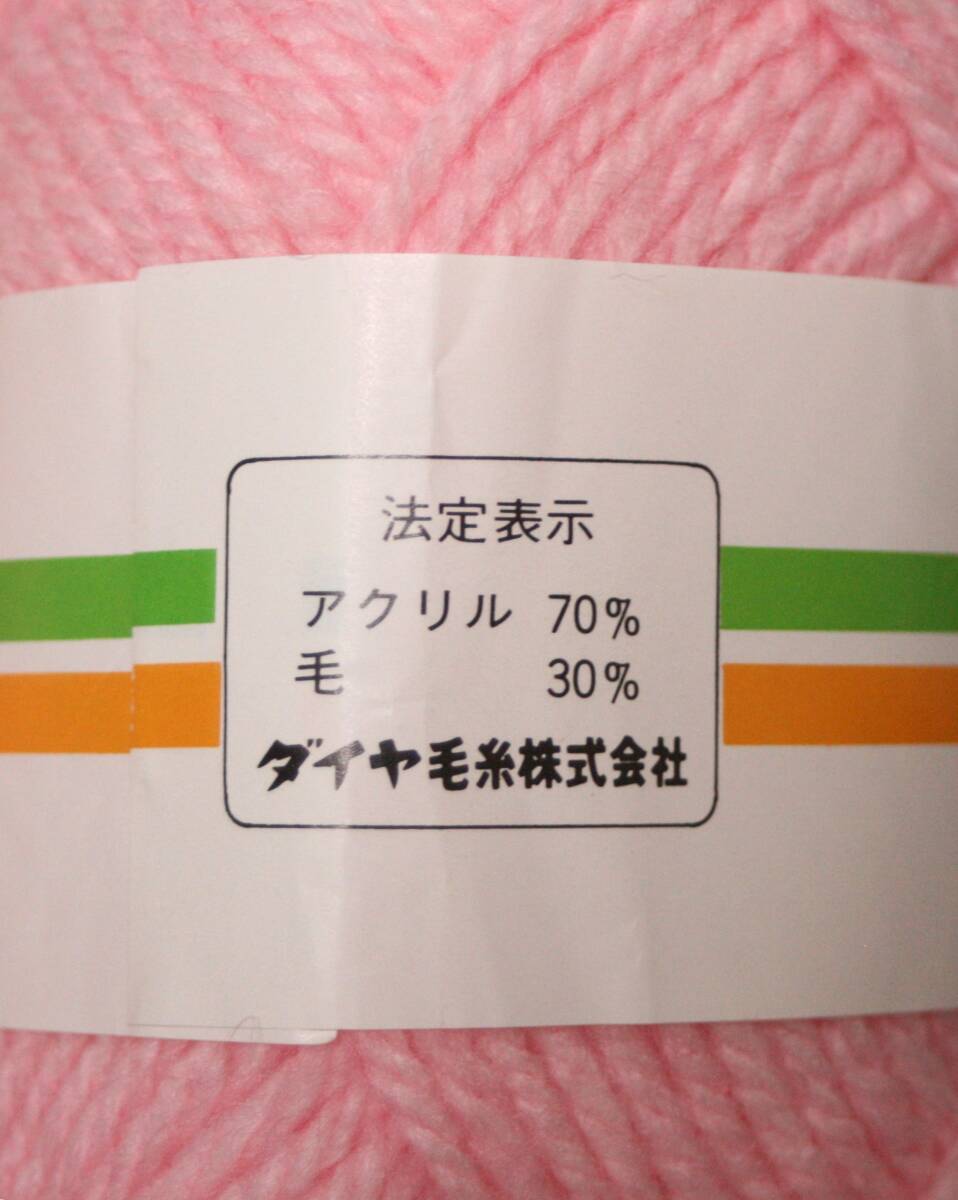 法定表示
アクリル 70%
毛 30%
ダイヤ毛糸株式会社